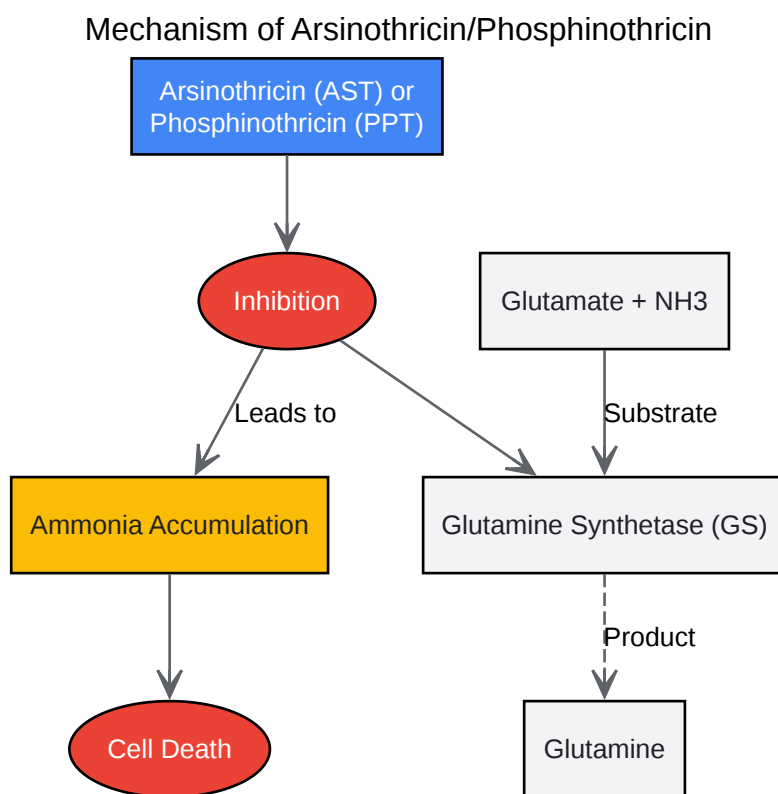 Mechanism of Arsinothricin/Phosphinothricin
Arsinothricin (AST) or
Phosphinothricin (PPT)
Inhibition
Glutamate + NH3
Leads to
Substrate
Ammonia Accumulation
Glutamine Synthetase (GS)
Product
Cell Death
Glutamine